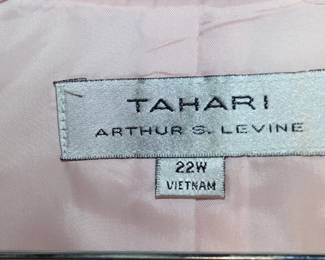 TAHARI
ARTHUR S. LEVINE
22W
VIETNAM